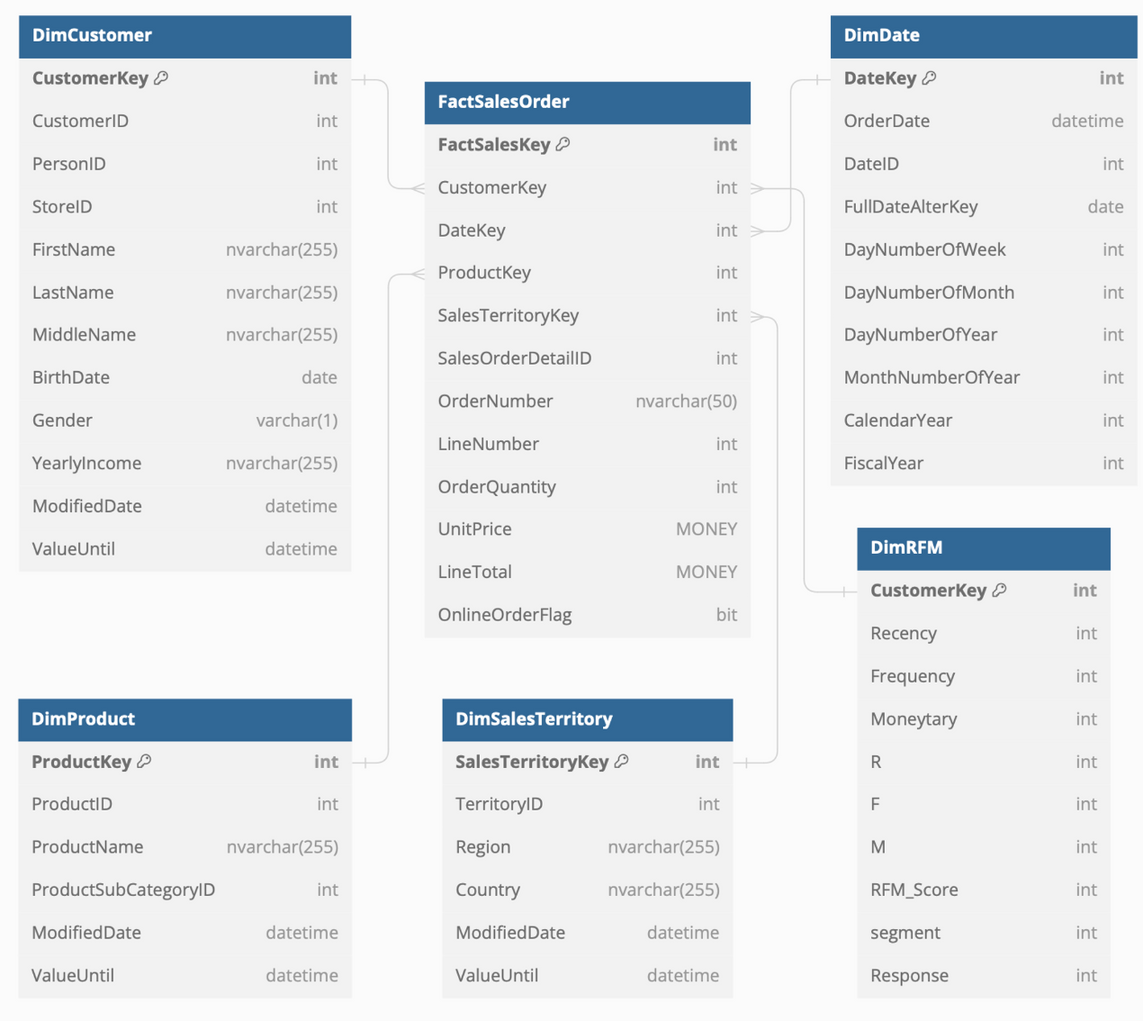 DimCustomer
CustomerKey int
CustomerID int
PersonID int
StoreID int
FirstName nvarchar(255)
LastName nvarchar(255)
MiddleName nvarchar(255)
BirthDate date
Gender varchar(1)
YearlyIncome nvarchar(255)
ModifiedDate datetime
ValueUntil datetime
FactSalesOrder
FactSalesKey int
CustomerKey int
DateKey int
ProductKey int
SalesTerritoryKey int
SalesOrderDetailID int
OrderNumber nvarchar(50)
LineNumber int
OrderQuantity int
UnitPrice MONEY
LineTotal MONEY
OnlineOrderFlag bit
DimDate
DateKey int
OrderDate datetime
DateID int
FullDateAlterKey date
DayNumberOfWeek int
DayNumberOfMonth int
DayNumberOfYear int
MonthNumberOfYear int
CalendarYear int
FiscalYear int
DimProduct
ProductKey int
ProductID int
ProductName nvarchar(255)
ProductSubCategoryID int
ModifiedDate datetime
ValueUntil datetime
DimSalesTerritory
SalesTerritoryKey int
TerritoryID int
Region nvarchar(255)
Country nvarchar(255)
ModifiedDate datetime
ValueUntil datetime
DimRFM
CustomerKey int
Recency int
Frequency int
Moneytary int
R int
F int
M int
RFM_Score int
segment int
Response int